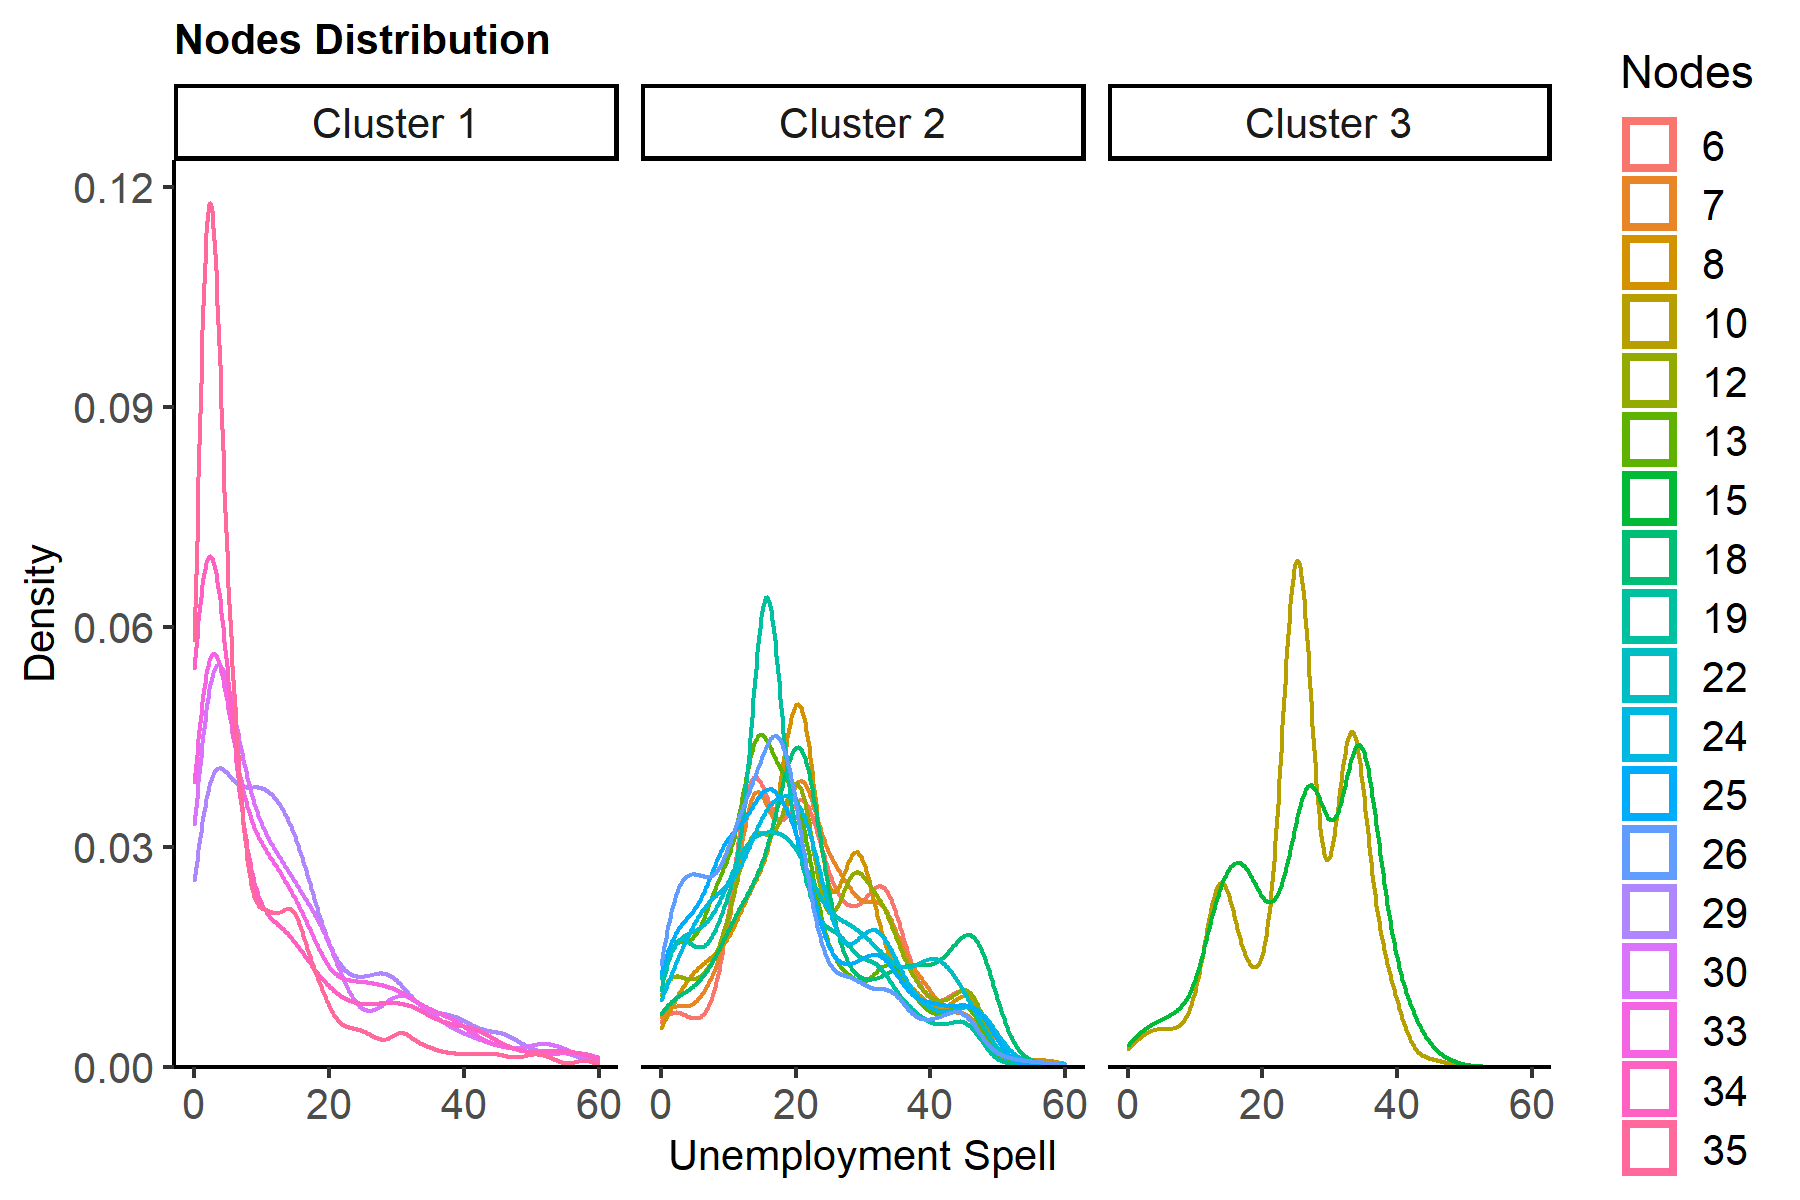 Nodes Distribution
Cluster 1
Cluster 2
Cluster 3
Density
0.12
0.09
0.06
0.03
0.00
0 20 40 60
0 20 40 60
0 20 40 60
Unemployment Spell
Nodes
6
7
8
10
12
13
15
18
19
22
24
25
26
29
30
33
34
35